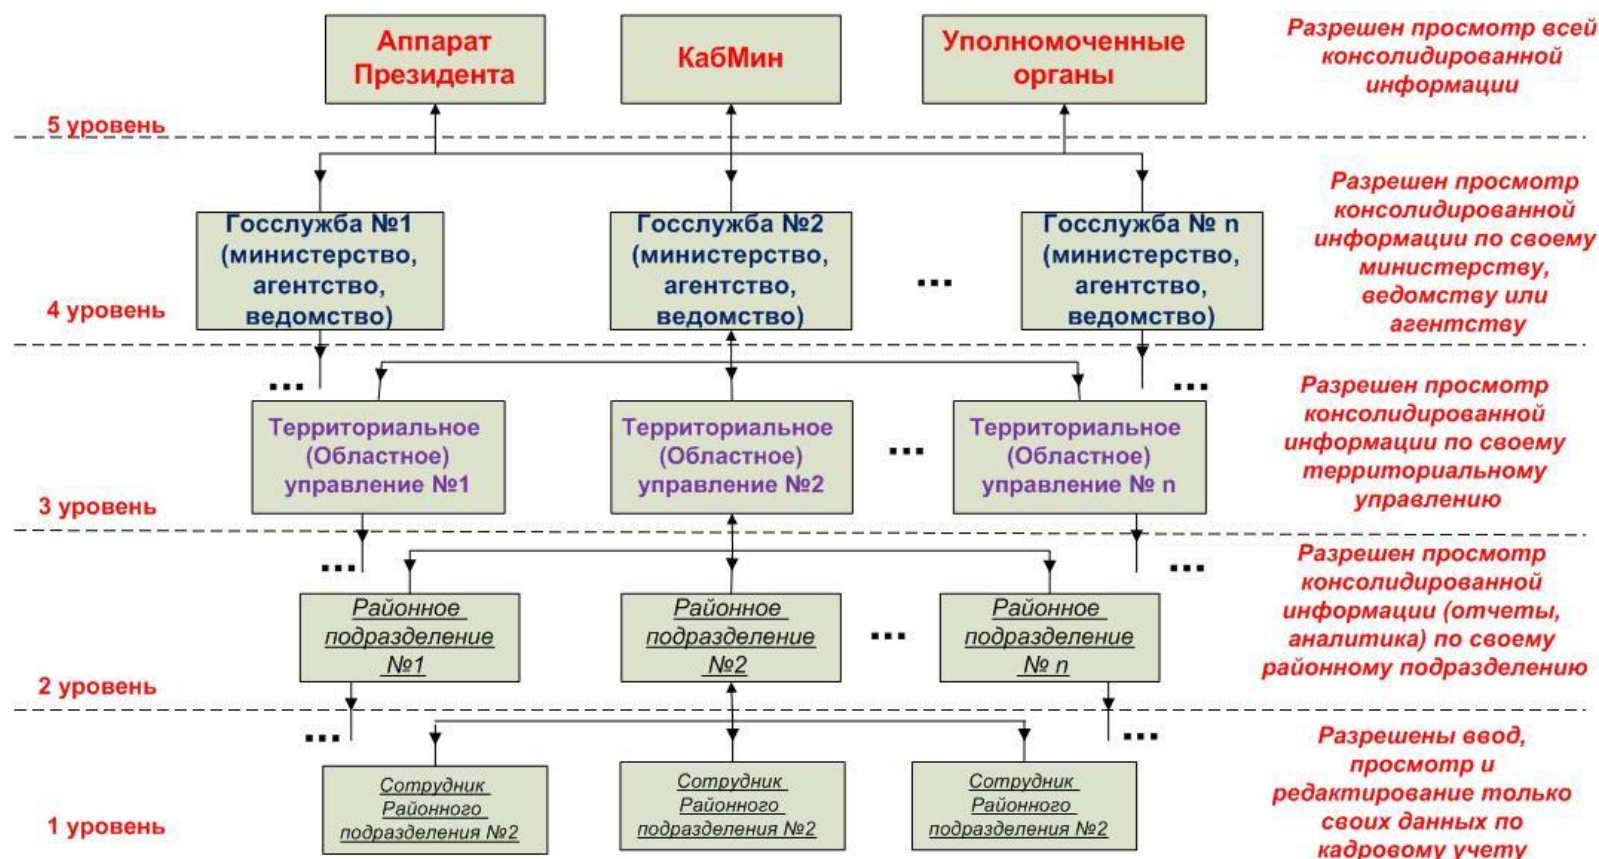 Аппарат
Президента
КабМин
Уполномоченные
органы
Разрешен просмотр всей
консолидированной
информации
5 уровень
Госслужба №1
(министерство,
агентство,
ведомство)
Госслужба №2
(министерство,
агентство,
ведомство)
...
Госслужба № n
(министерство,
агентство,
ведомство)
Разрешен просмотр
консолидированной
информации по своему
министерству,
ведомству или
агентству
4 уровень
...
...
Территориальное
(Областное)
управление №1
Территориальное
(Областное)
управление №2
...
Территориальное
(Областное)
управление № n
Разрешен просмотр
консолидированной
информации по своему
территориальному
управлению
3 уровень
...
...
Районное
подразделение
№1
Районное
подразделение
№2
...
Районное
подразделение
№ n
Разрешен просмотр
консолидированной
информации (отчеты,
аналитика) по своему
районному подразделению
2 уровень
...
...
Сотрудник
Районного
подразделения №2
Сотрудник
Районного
подразделения №2
Сотрудник
Районного
подразделения №2
Разрешены ввод,
просмотр и
редактирование только
своих данных по
кадровому учету
1 уровень